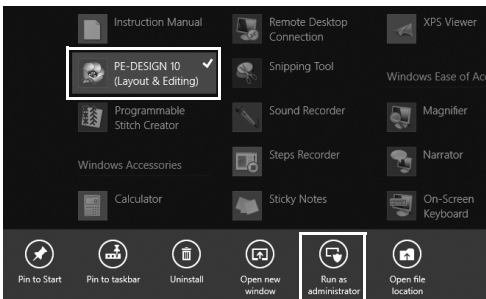 Instruction Manual
Remote Desktop
Connection
XPS Viewer
PE-DESIGN 10
(Layout & Editing)
Snipping Tool
Windows Ease of Ac
Programmable
Stitch Creator
Sound Recorder
Magnifier
Windows Accessories
Steps Recorder
Narrator
Calculator
Sticky Notes
On-Screen
Keyboard
Pin to Start
Pin to taskbar
Uninstall
Open new
window
Run as
administrator
Open file
location